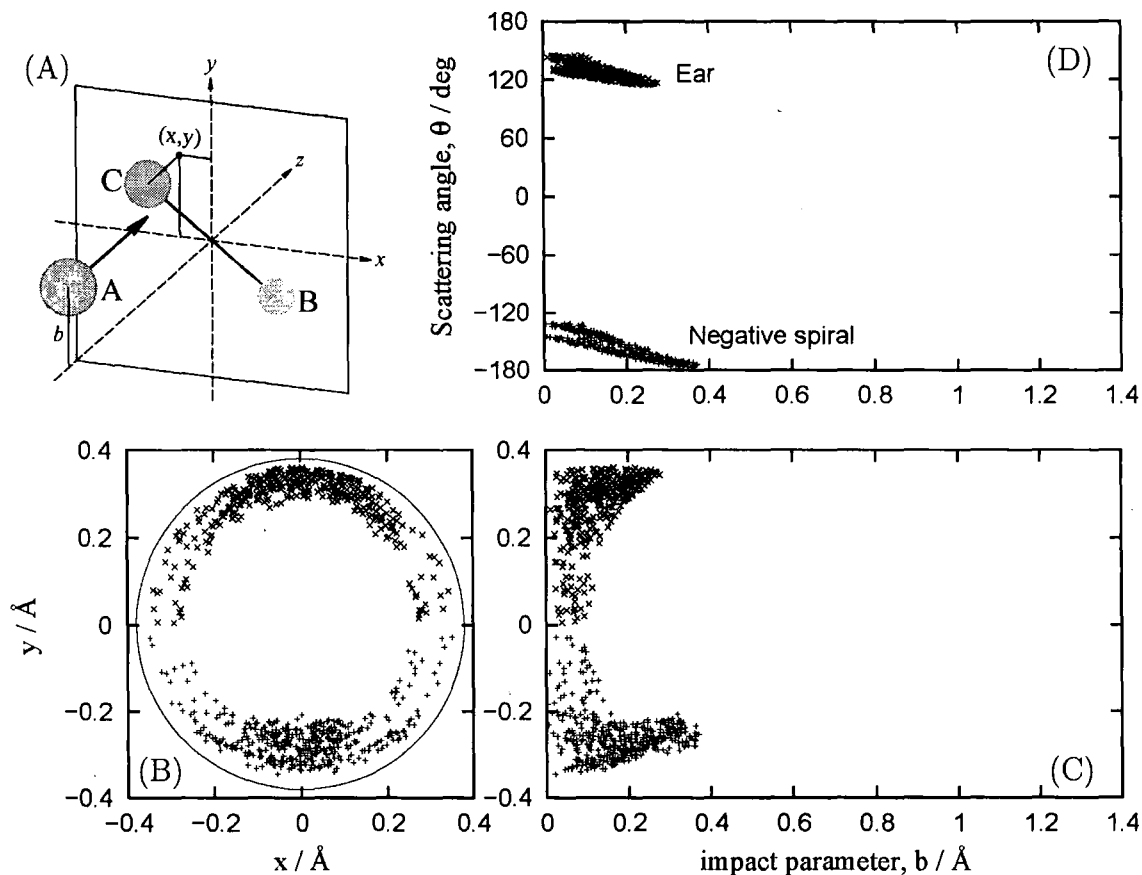 (A)
y
(x,y)
z
C
x
A
B
b
180
150
120
60
0
−60
−120
−180
Scattering angle, θ / deg
Ear
(D)
Negative spiral
0
0.2
0.4
0.6
0.8
1
1.2
1.4
0.4
0.2
0
−0.2
−0.4
y / Å
(B)
−0.4
−0.2
0
0.2
0.4
x / Å
0.4
0.2
0
−0.2
−0.4
(C)
0
0.2
0.4
0.6
0.8
1
1.2
1.4
impact parameter, b / Å